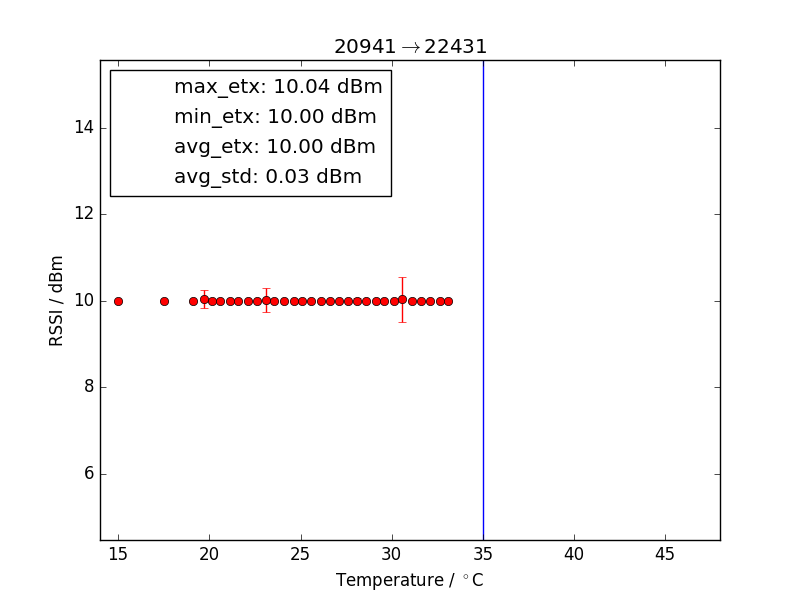 20941→22431
max_etx: 10.04 dBm
min_etx: 10.00 dBm
avg_etx: 10.00 dBm
avg_std: 0.03 dBm
14
12
10
8
6
RSSI / dBm
15 20 25 30 35 40 45
Temperature / °C